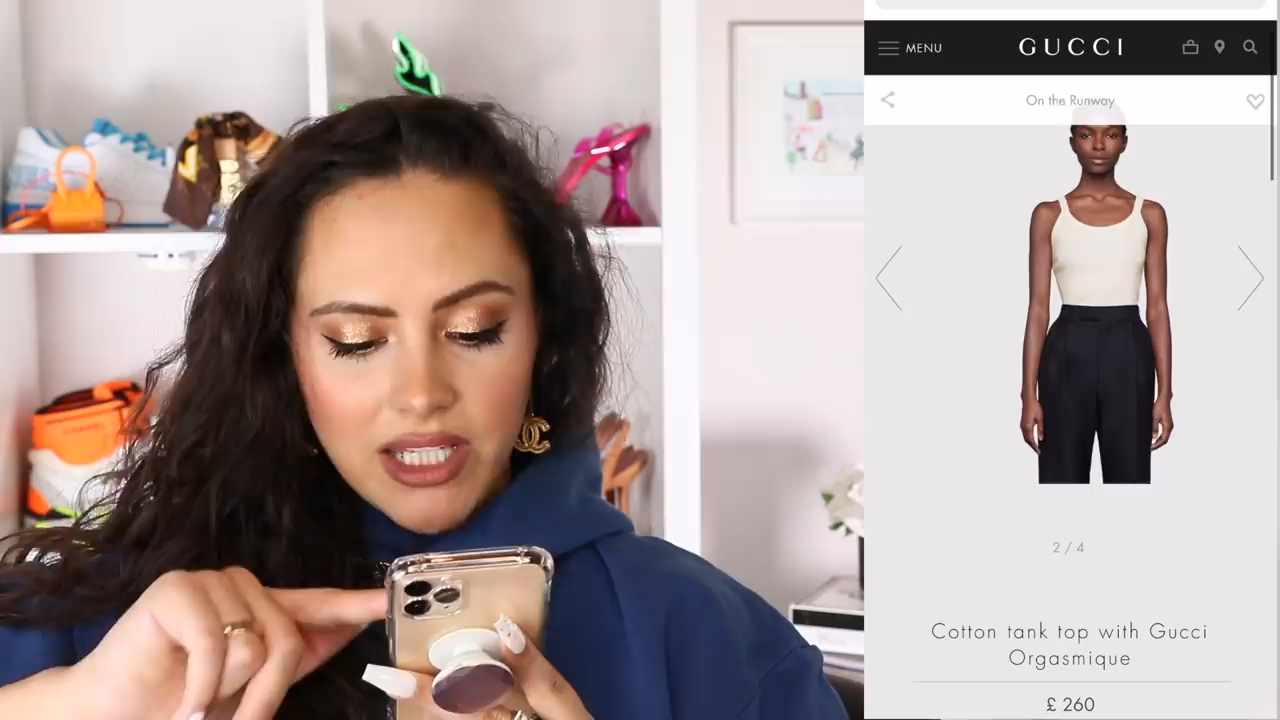 MENU
GUCCI
On the Runway
2 / 4
Cotton tank top with Gucci
Orgasmique
£ 260